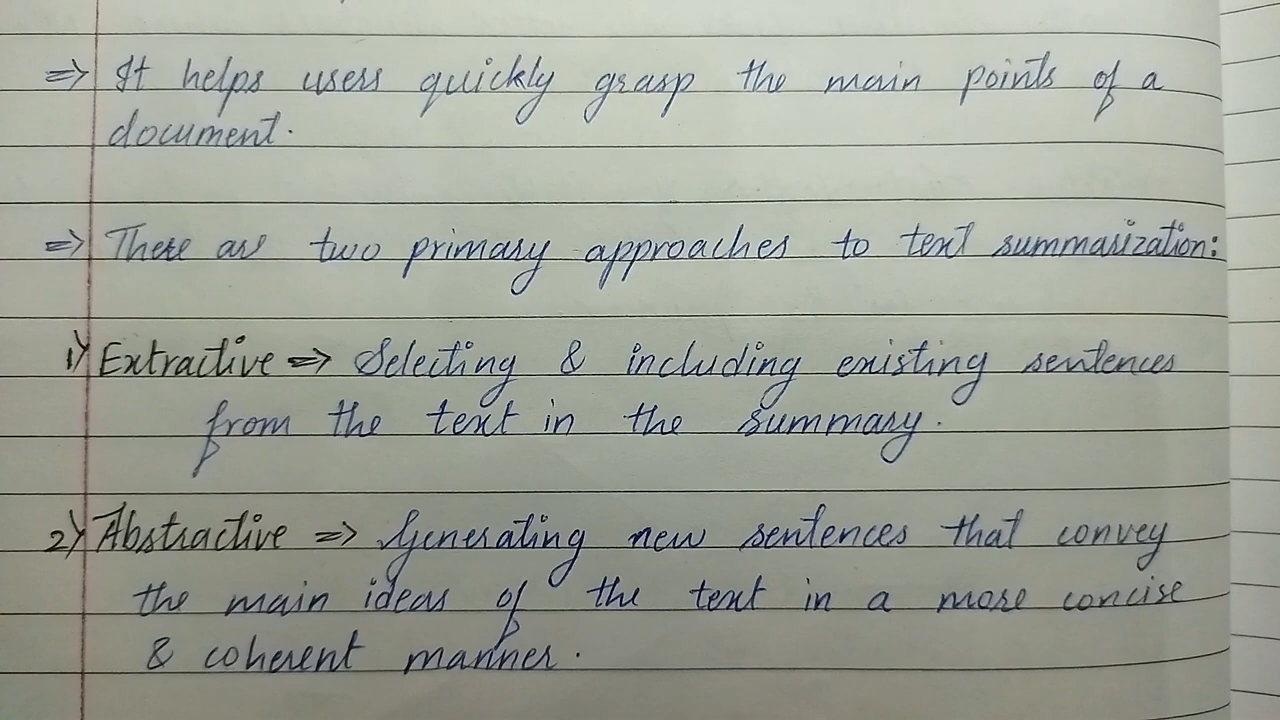 ⇒ It helps users quickly grasp the main points of a
document.
⇒ There are two primary approaches to text summarization:
1) Extractive ⇒ Selecting & including existing sentences
from the text in the summary.
2) Abstractive ⇒ Generating new sentences that convey
the main ideas of the text in a more concise
& coherent manner.